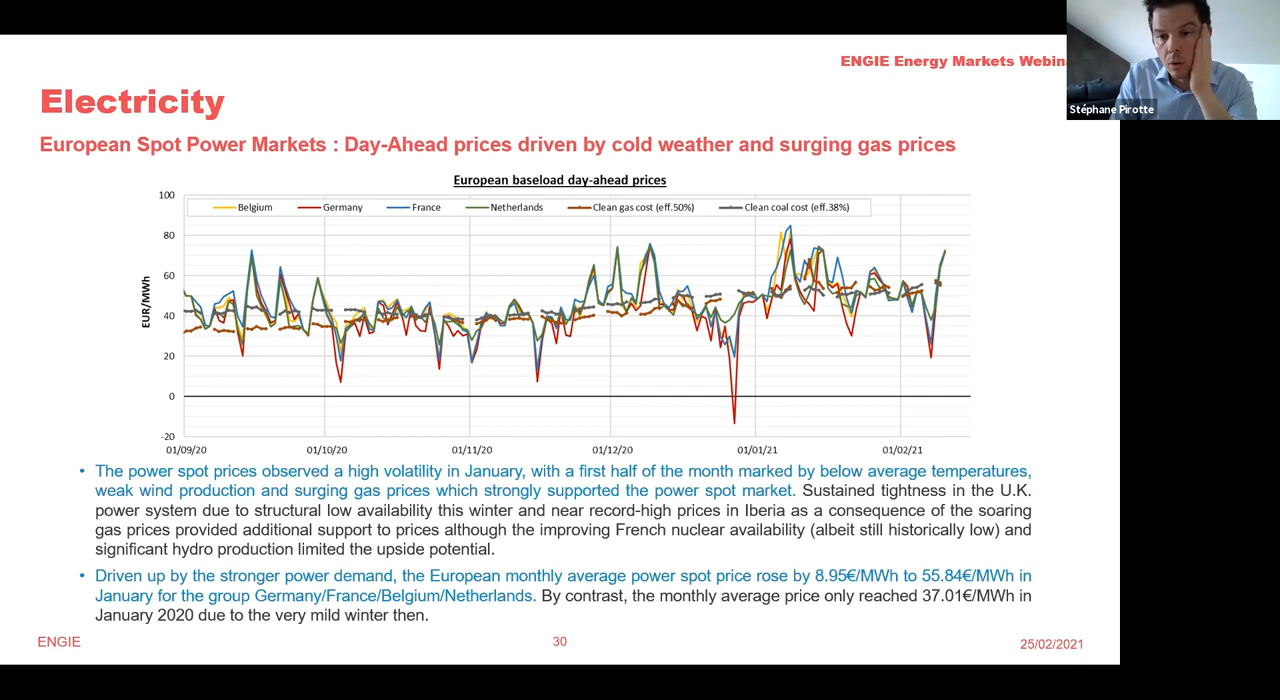 ENGIE Energy Markets Webin
Stéphane Pirotte
Electricity
European Spot Power Markets : Day-Ahead prices driven by cold weather and surging gas prices
European baseload day-ahead prices
Belgium Germany France Netherlands Clean gas cost (eff.50%) Clean coal cost (eff.38%)
EUR/MWh
100
80
60
40
20
0
-20
01/09/20 01/10/20 01/11/20 01/12/20 01/01/21 01/02/21
• The power spot prices observed a high volatility in January, with a first half of the month marked by below average temperatures,
weak wind production and surging gas prices which strongly supported the power spot market. Sustained tightness in the U.K.
power system due to structural low availability this winter and near record-high prices in Iberia as a consequence of the soaring
gas prices provided additional support to prices although the improving French nuclear availability (albeit still historically low) and
significant hydro production limited the upside potential.
• Driven up by the stronger power demand, the European monthly average power spot price rose by 8.95€/MWh to 55.84€/MWh in
January for the group Germany/France/Belgium/Netherlands. By contrast, the monthly average price only reached 37.01€/MWh in
January 2020 due to the very mild winter then.
ENGIE 30 25/02/2021